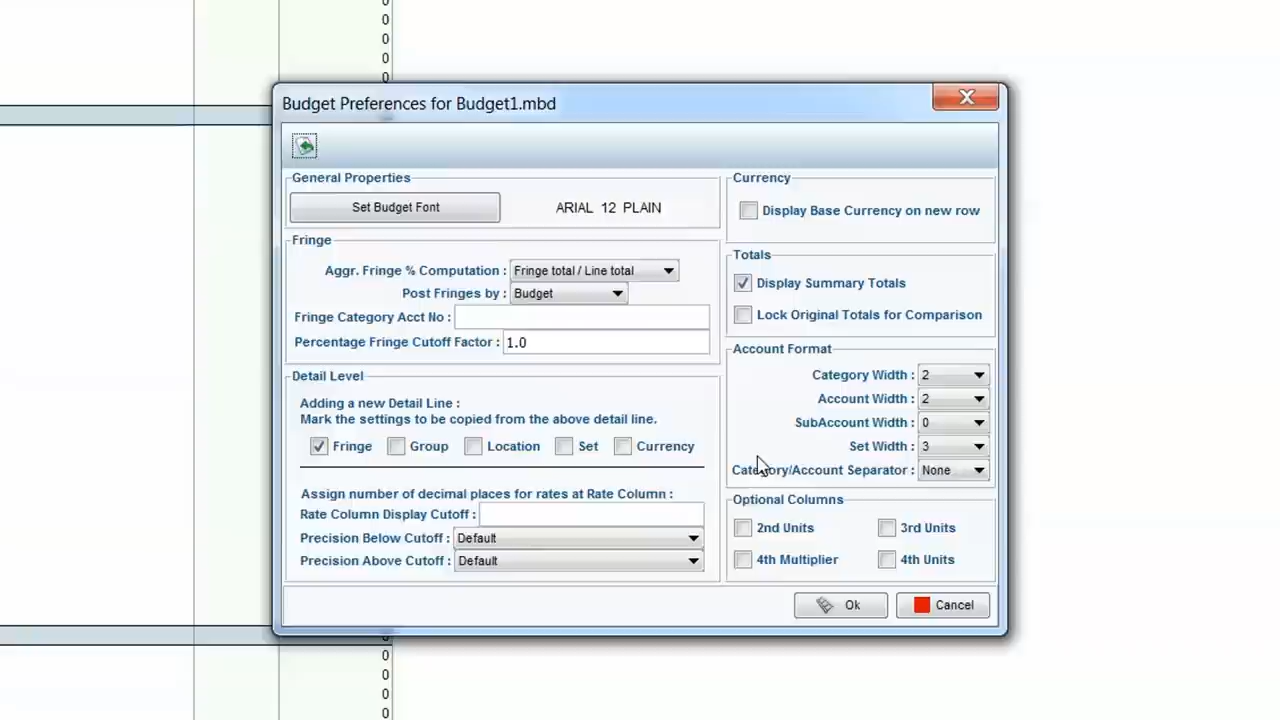 0
0
0
0
0
Budget Preferences for Budget1.mbd
General Properties
Set Budget Font
ARIAL 12 PLAIN
Fringe
Aggr. Fringe % Computation : Fringe total / Line total
Post Fringes by : Budget
Fringe Category Acct No :
Percentage Fringe Cutoff Factor : 1.0
Detail Level
Adding a new Detail Line :
Mark the settings to be copied from the above detail line.
Fringe Group Location Set Currency
Assign number of decimal places for rates at Rate Column :
Rate Column Display Cutoff :
Precision Below Cutoff : Default
Precision Above Cutoff : Default
Currency
Display Base Currency on new row
Totals
Display Summary Totals
Lock Original Totals for Comparison
Account Format
Category Width : 2
Account Width : 2
SubAccount Width : 0
Set Width : 3
Category/Account Separator : None
Optional Columns
2nd Units 3rd Units
4th Multiplier 4th Units
Ok Cancel
0
0
0
0
0